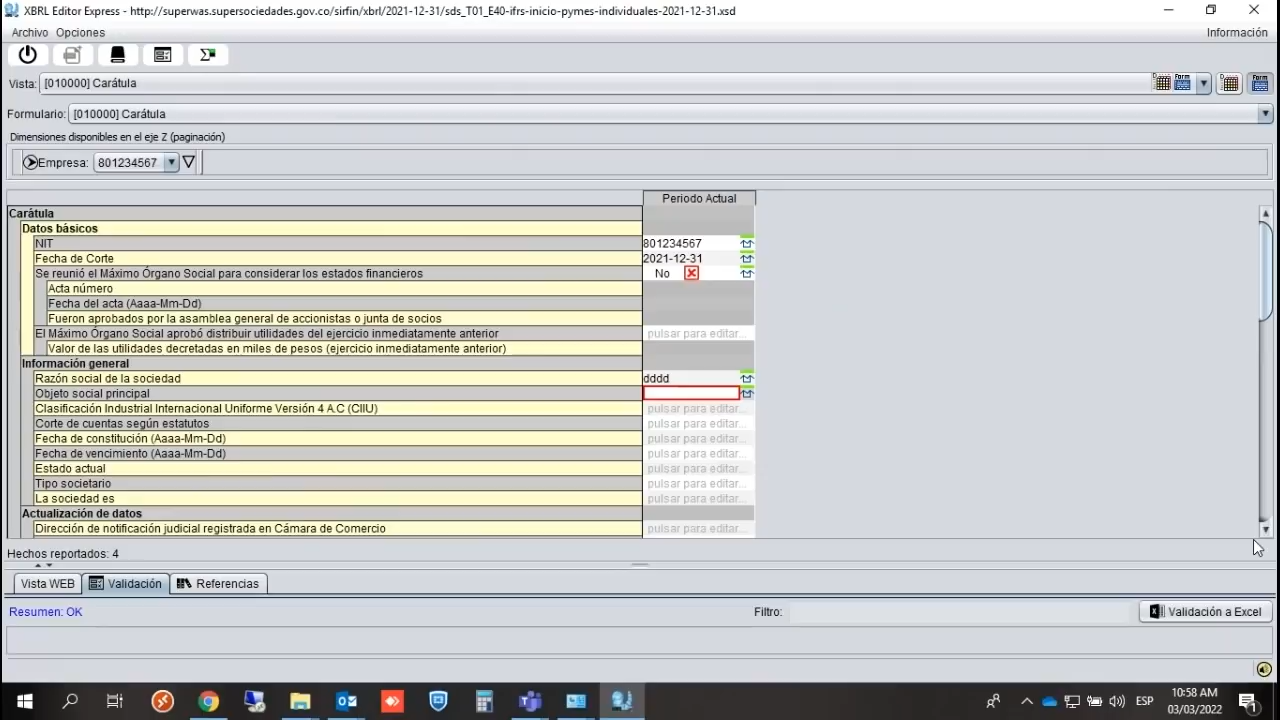 XBRL Editor Express - http://superwas.supersociedades.gov.co/sirfin/xbrl/2021-12-31/sds_T01_E40-ifrs-inicio-pymes-individuales-2021-12-31.xsd
Archivo Opciones Información
Vista: [010000] Carátula
Formulario: [010000] Carátula
Dimensiones disponibles en el eje Z (paginación)
Empresa: 801234567
Periodo Actual
Carátula
Datos básicos
NIT 801234567
Fecha de Corte 2021-12-31
Se reunió el Máximo Órgano Social para considerar los estados financieros No
Acta número
Fecha del acta (Aaaa-Mm-Dd)
Fueron aprobados por la asamblea general de accionistas o junta de socios
El Máximo Órgano Social aprobó distribuir utilidades del ejercicio inmediatamente anterior pulsar para editar...
Valor de las utilidades decretadas en miles de pesos (ejercicio inmediatamente anterior)
Información general
Razón social de la sociedad dddd
Objeto social principal
Clasificación Industrial Internacional Uniforme Versión 4 A.C (CIIU) pulsar para editar...
Corte de cuentas según estatutos pulsar para editar...
Fecha de constitución (Aaaa-Mm-Dd) pulsar para editar...
Fecha de vencimiento (Aaaa-Mm-Dd) pulsar para editar...
Estado actual pulsar para editar...
Tipo societario pulsar para editar...
La sociedad es pulsar para editar...
Actualización de datos
Dirección de notificación judicial registrada en Cámara de Comercio pulsar para editar...
Hechos reportados: 4
Vista WEB Validación Referencias
Resumen: OK Filtro: Validación a Excel
ESP 10:58 AM
03/03/2022 1